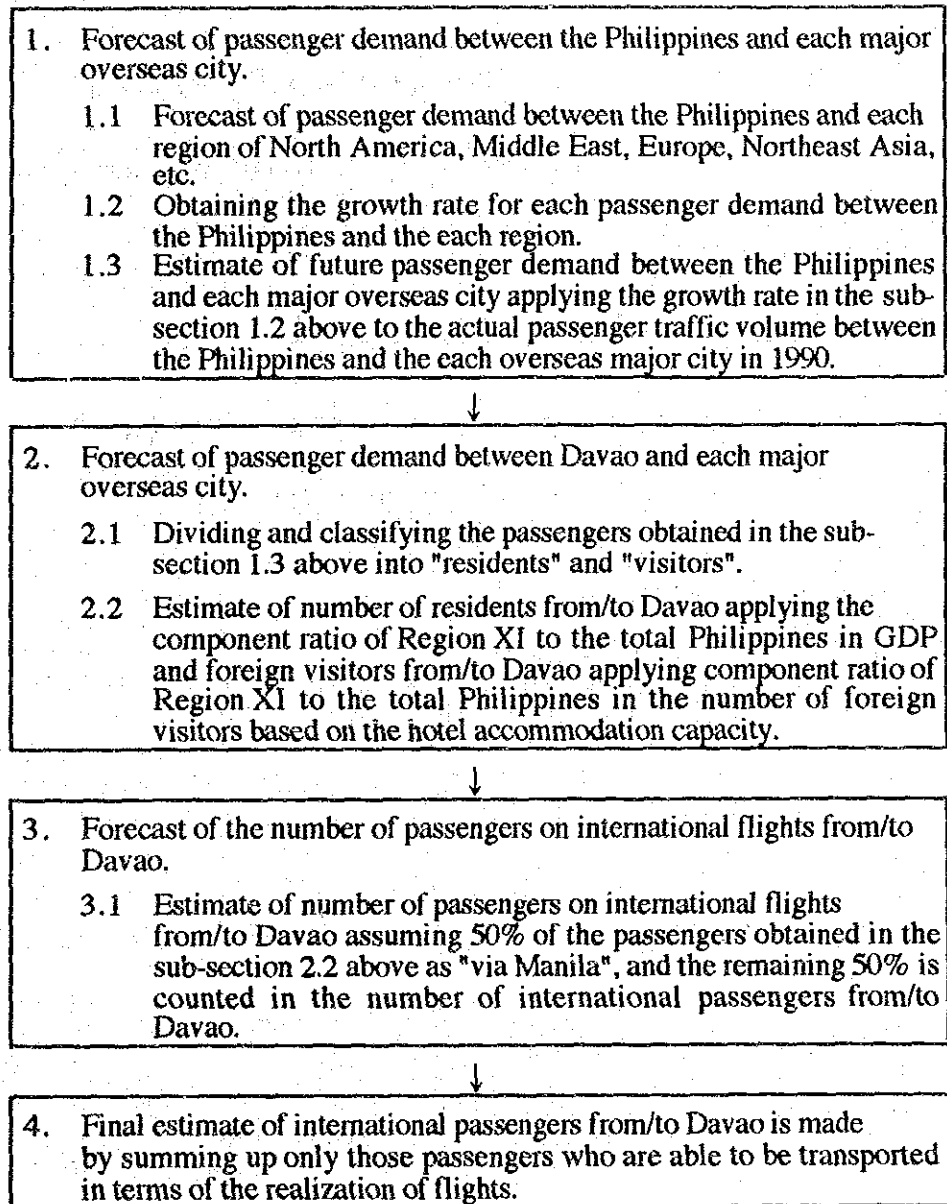 1. Forecast of passenger demand between the Philippines and each major
overseas city.
1.1 Forecast of passenger demand between the Philippines and each
region of North America, Middle East, Europe, Northeast Asia,
etc.
1.2 Obtaining the growth rate for each passenger demand between
the Philippines and the each region.
1.3 Estimate of future passenger demand between the Philippines
and each major overseas city applying the growth rate in the sub-
section 1.2 above to the actual passenger traffic volume between
the Philippines and the each overseas major city in 1990.
↓
2. Forecast of passenger demand between Davao and each major
overseas city.
2.1 Dividing and classifying the passengers obtained in the sub-
section 1.3 above into "residents" and "visitors".
2.2 Estimate of number of residents from/to Davao applying the
component ratio of Region XI to the total Philippines in GDP
and foreign visitors from/to Davao applying component ratio of
Region XI to the total Philippines in the number of foreign
visitors based on the hotel accommodation capacity.
↓
3. Forecast of the number of passengers on international flights from/to
Davao.
3.1 Estimate of number of passengers on international flights
from/to Davao assuming 50% of the passengers obtained in the
sub-section 2.2 above as "via Manila", and the remaining 50% is
counted in the number of international passengers from/to
Davao.
↓
4. Final estimate of international passengers from/to Davao is made
by summing up only those passengers who are able to be transported
in terms of the realization of flights.